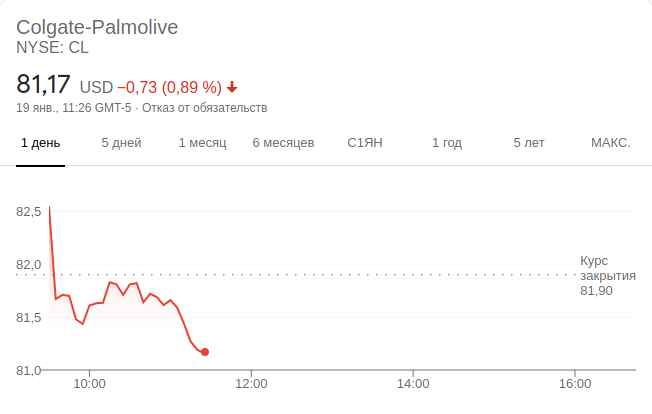 Colgate-Palmolive
NYSE: CL
81,17 USD −0,73 (0,89 %)
19 янв., 11:26 GMT-5 · Отказ от обязательств
1 день 5 дней 1 месяц 6 месяцев С1ЯН 1 год 5 лет МАКС.
82,5
82,0
81,5
81,0
Курс
закрытия
81,90
10:00 12:00 14:00 16:00